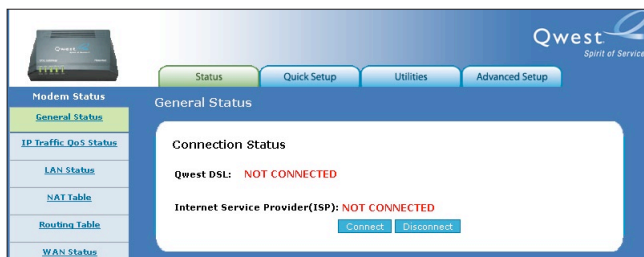 Qwest
Spirit of Service
Qwest
Status
Quick Setup
Utilities
Advanced Setup
Modem Status
General Status
General Status
IP Traffic QoS Status
LAN Status
NAT Table
Routing Table
WAN Status
Connection Status
Qwest DSL: NOT CONNECTED
Internet Service Provider(ISP): NOT CONNECTED
Connect
Disconnect